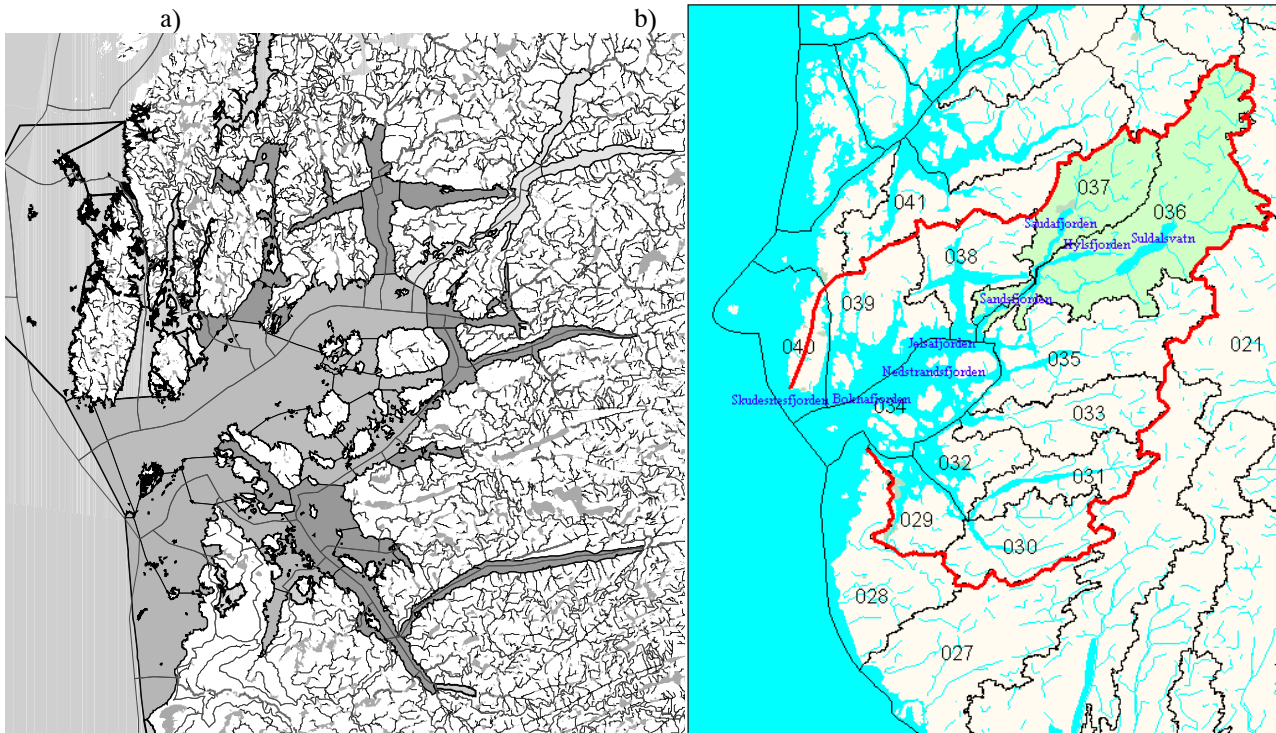 a)
b)
037
036
041
Saudafjorden
Suldalsvatn
Hylsfjorden
038
Sandsfjorden
039
040
Jelsafjorden
021
035
Nedstrandsfjorden
Skudesnesfjorden
Boknafjorden
034
033
032
031
029
030
028
027